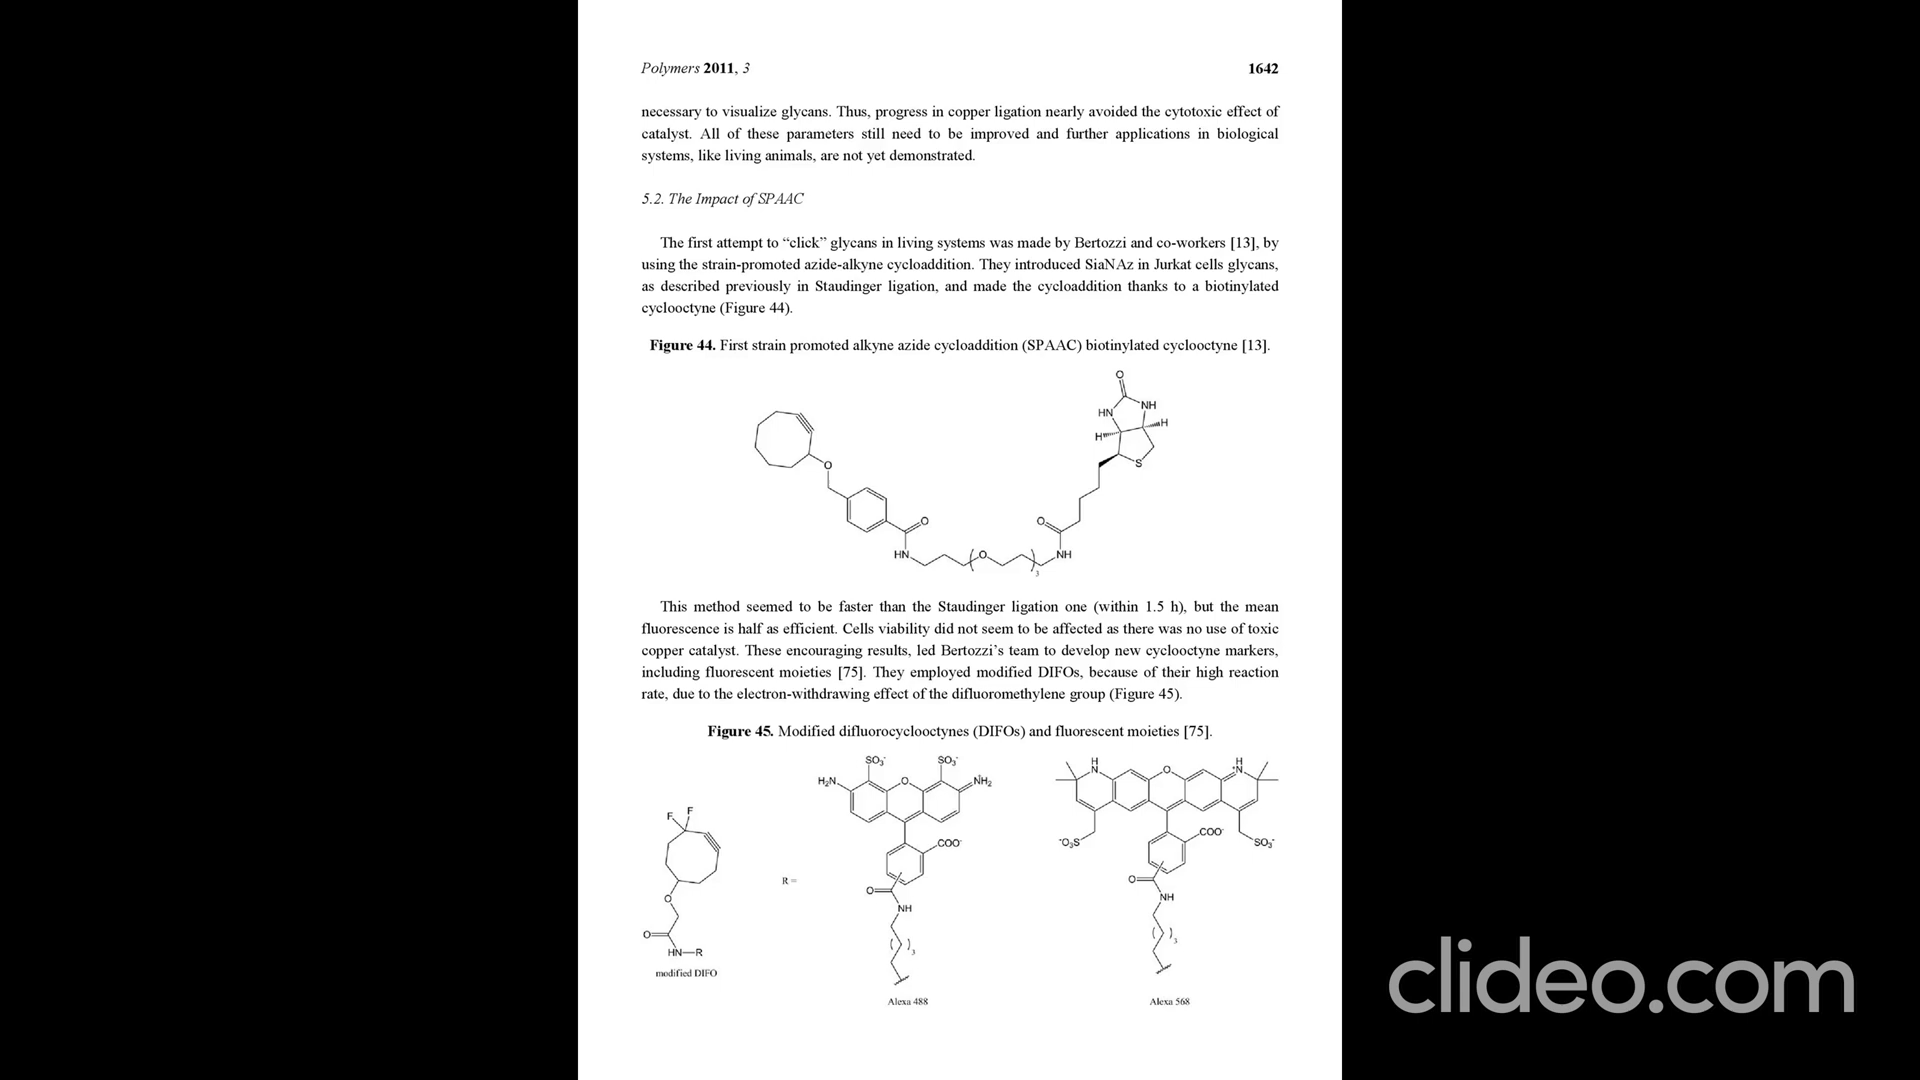 Polymers 2011, 3 1642
necessary to visualize glycans. Thus, progress in copper ligation nearly avoided the cytotoxic effect of
catalyst. All of these parameters still need to be improved and further applications in biological
systems, like living animals, are not yet demonstrated.
5.2. The Impact of SPAAC
The first attempt to “click” glycans in living systems was made by Bertozzi and co-workers [13], by
using the strain-promoted azide-alkyne cycloaddition. They introduced SiaNAz in Jurkat cells glycans,
as described previously in Staudinger ligation, and made the cycloaddition thanks to a biotinylated
cyclooctyne (Figure 44).
Figure 44. First strain promoted alkyne azide cycloaddition (SPAAC) biotinylated cyclooctyne [13].
O
HN NH
H H
S
O
O O
HN O NH
3
This method seemed to be faster than the Staudinger ligation one (within 1.5 h), but the mean
fluorescence is half as efficient. Cells viability did not seem to be affected as there was no use of toxic
copper catalyst. These encouraging results, led Bertozzi’s team to develop new cyclooctyne markers,
including fluorescent moieties [75]. They employed modified DIFOs, because of their high reaction
rate, due to the electron-withdrawing effect of the difluoromethylene group (Figure 45).
Figure 45. Modified difluorocyclooctynes (DIFOs) and fluorescent moieties [75].
SO3- SO3- H H
H2N O NH2+ N O N+
F F
-O3S COO- COO- SO3-
R =
O O
O NH NH
O 3 3
HN—R
modified DIFO
Alexa 488 Alexa 568
clideo.com